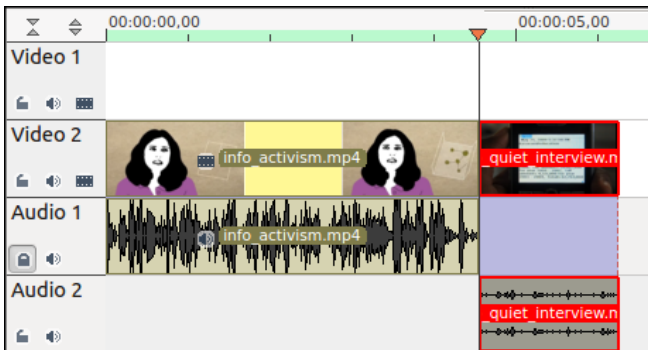 00:00:00,00 00:00:05,00
Video 1
Video 2
info_activism.mp4 _quiet_interview.n
Audio 1
info_activism.mp4
Audio 2
_quiet_interview.n